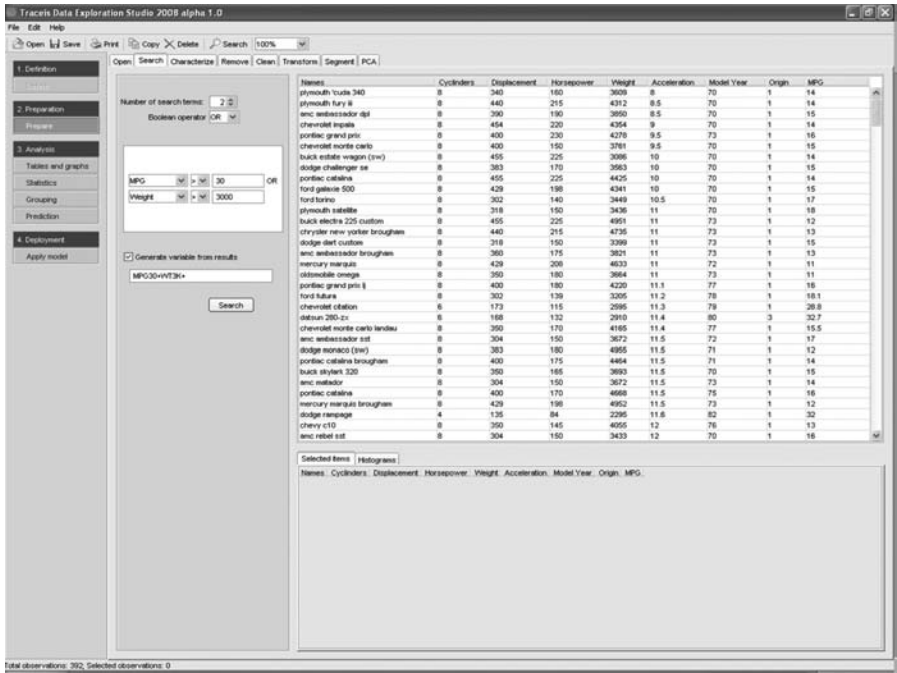 Traceis Data Exploration Studio 2008 alpha 1.0
File Edit Help
Open Save Print Copy Delete Search 100%
Open Search Characterize Remove Clean Transform Segment PCA
1. Definition
2. Preparation
Prepare
3. Analysis
Tables and graphs
Statistics
Grouping
Prediction
4. Deployment
Apply model
Number of search terms: 2
Boolean operator OR
MPG > 30 OR
Weight > 3000
Generate variable from results
MPG30+WT3K+
Search
Names Cyclinders Displacement Horsepower Weight Acceleration Model Year Origin MPG
plymouth 'cuda 340 8 340 160 3609 8 70 1 14
plymouth fury iii 8 440 215 4312 8.5 70 1 14
amc ambassador dpl 8 390 190 3850 8.5 70 1 15
chevrolet impala 8 454 220 4354 9 70 1 14
pontiac grand prix 8 400 230 4278 9.5 73 1 16
chevrolet monte carlo 8 400 150 3761 9.5 70 1 15
buick estate wagon (sw) 8 455 225 3086 10 70 1 14
dodge challenger se 8 383 170 3563 10 70 1 15
pontiac catalina 8 455 225 4425 10 70 1 14
ford galaxie 500 8 429 198 4341 10 70 1 15
ford torino 8 302 140 3449 10.5 70 1 17
plymouth satellite 8 318 150 3436 11 70 1 18
buick electra 225 custom 8 455 225 4951 11 73 1 12
chrysler new yorker brougham 8 440 215 4735 11 73 1 13
dodge dart custom 8 318 150 3399 11 73 1 15
amc ambassador brougham 8 360 175 3821 11 73 1 13
mercury marquis 8 429 208 4633 11 72 1 11
oldsmobile omega 8 350 180 3664 11 73 1 11
pontiac grand prix lj 8 400 180 4220 11.1 77 1 16
ford futura 8 302 139 3205 11.2 78 1 18.1
chevrolet citation 6 173 115 2595 11.3 79 1 28.8
datsun 280-zx 6 168 132 2910 11.4 80 3 32.7
chevrolet monte carlo landau 8 350 170 4165 11.4 77 1 15.5
amc ambassador sst 8 304 150 3672 11.5 72 1 17
dodge monaco (sw) 8 383 180 4955 11.5 71 1 12
pontiac catalina brougham 8 400 175 4464 11.5 71 1 14
buick skylark 320 8 350 165 3693 11.5 70 1 15
amc matador 8 304 150 3672 11.5 73 1 14
pontiac catalina 8 400 170 4668 11.5 75 1 16
mercury marquis brougham 8 429 198 4952 11.5 73 1 12
dodge rampage 4 135 84 2295 11.6 82 1 32
chevy c10 8 350 145 4055 12 76 1 13
amc rebel sst 8 304 150 3433 12 70 1 16
Selected items Histograms
Names Cyclinders Displacement Horsepower Weight Acceleration Model Year Origin MPG
Total observations: 392; Selected observations: 0